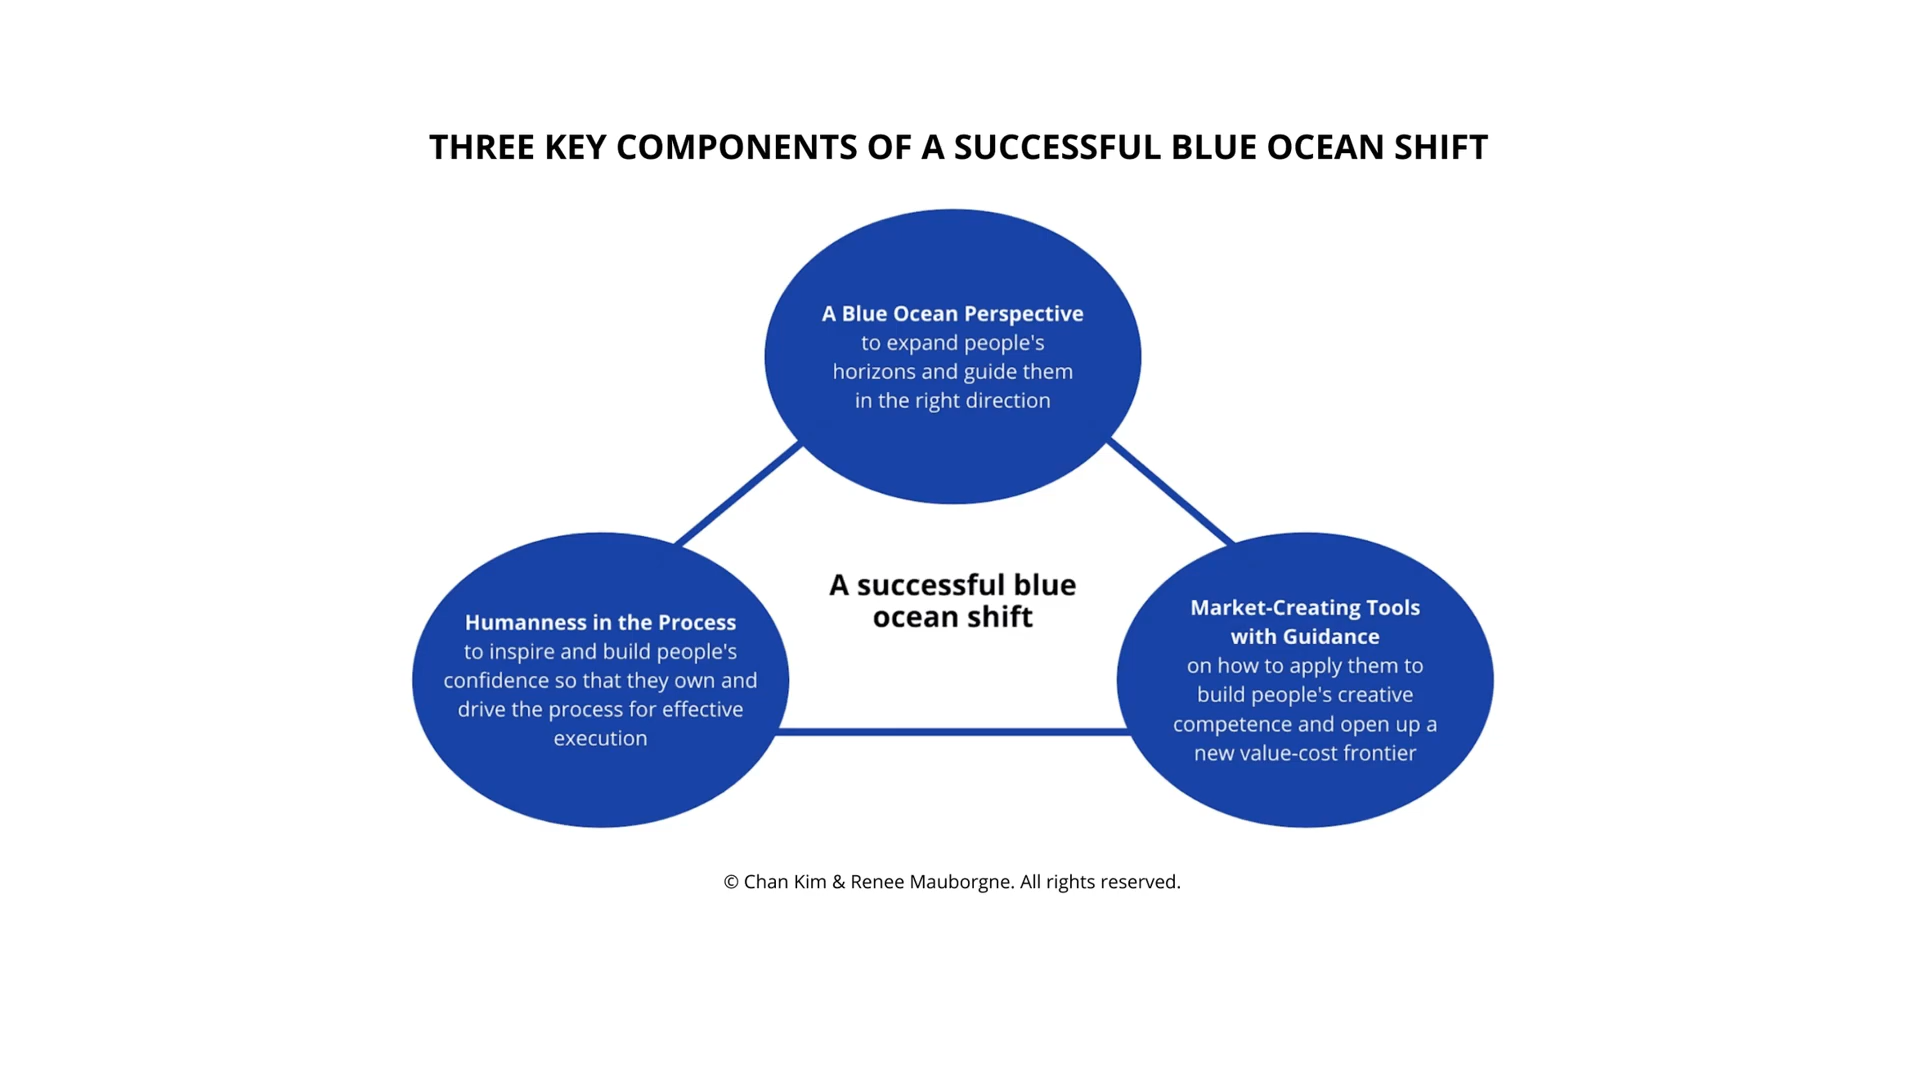 THREE KEY COMPONENTS OF A SUCCESSFUL BLUE OCEAN SHIFT
A Blue Ocean Perspective
to expand people's
horizons and guide them
in the right direction
A successful blue
ocean shift
Humanness in the Process
to inspire and build people's
confidence so that they own and
drive the process for effective
execution
Market-Creating Tools
with Guidance
on how to apply them to
build people's creative
competence and open up a
new value-cost frontier
© Chan Kim & Renee Mauborgne. All rights reserved.